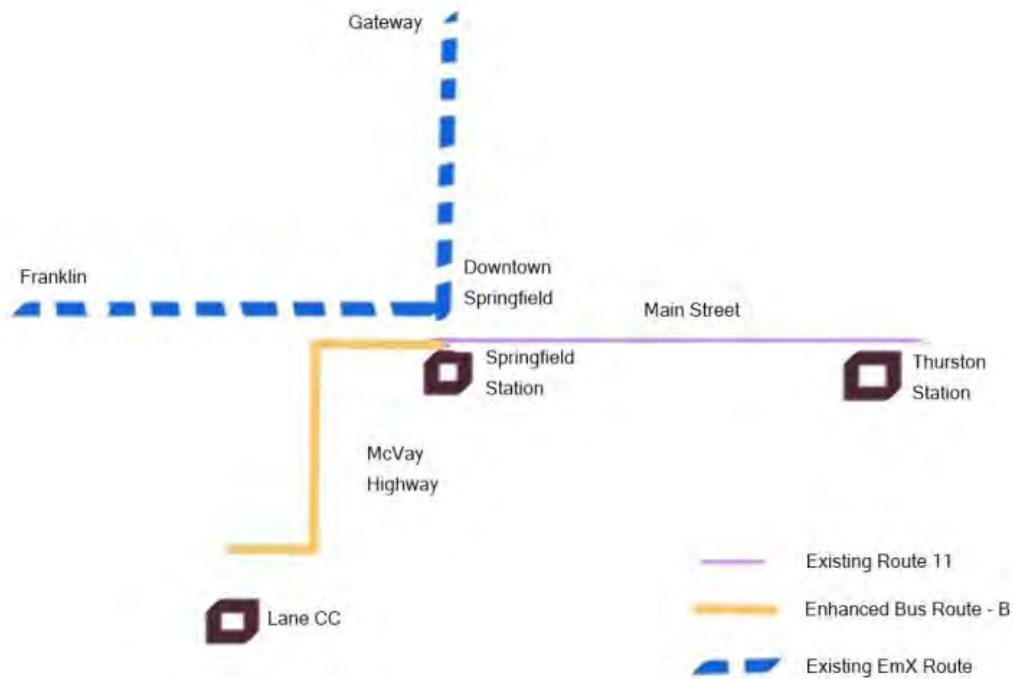 Gateway
Franklin
Downtown
Springfield
Main Street
Springfield
Station
Thurston
Station
McVay
Highway
Lane CC
Existing Route 11
Enhanced Bus Route - B
Existing EmX Route